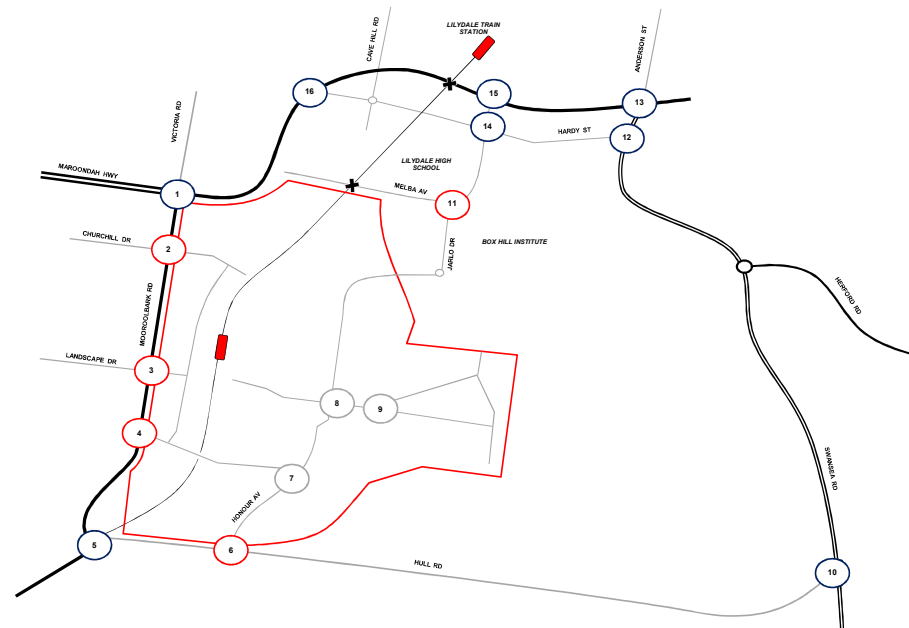 LILYDALE TRAIN
STATION
CAVE HILL RD
ANDERSON ST
VICTORIA RD
16
15
13
14
HARDY ST
12
MAROONDAH HWY
LILYDALE HIGH
SCHOOL
MELBA AV
1
11
CHURCHILL DR
2
JARLO DR
BOX HILL INSTITUTE
MOOROOLBARK RD
HERFORD RD
LANDSCAPE DR
3
8
9
4
7
SWANSEA RD
HONOUR AV
5
6
HULL RD
10